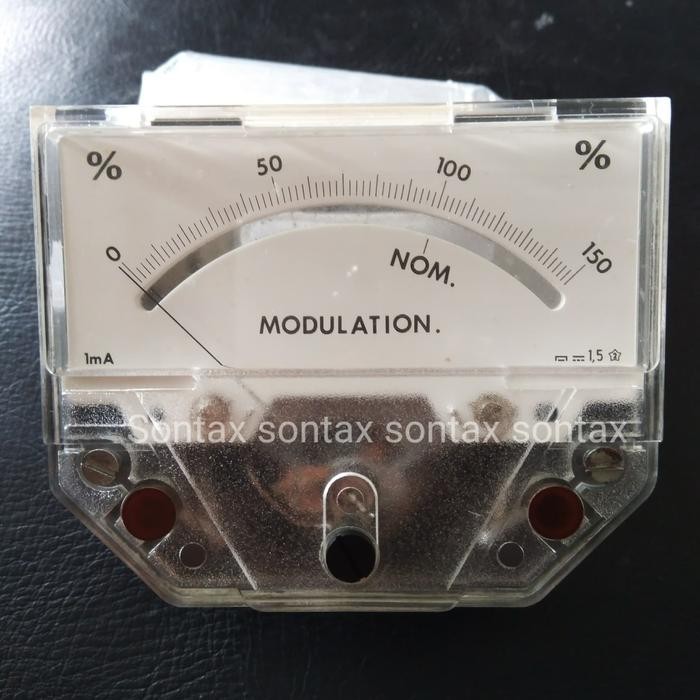 % %
0 50 100 150
NOM.
MODULATION.
1mA 1,5
Sontax sontax sontax sontax